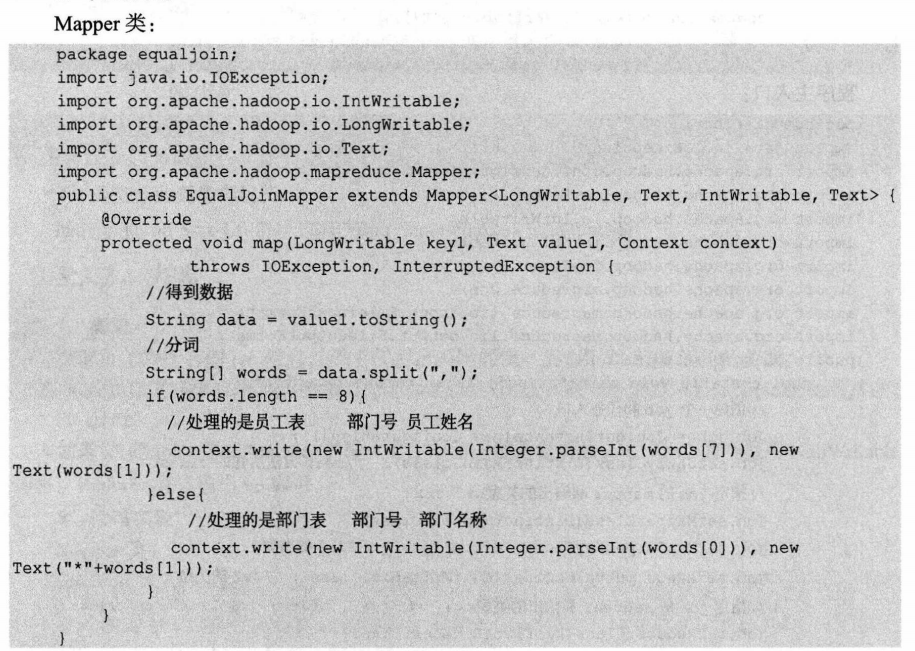 Mapper 类：
package equaljoin;
import java.io.IOException;
import org.apache.hadoop.io.IntWritable;
import org.apache.hadoop.io.LongWritable;
import org.apache.hadoop.io.Text;
import org.apache.hadoop.mapreduce.Mapper;
public class EqualJoinMapper extends Mapper<LongWritable, Text, IntWritable, Text> {
    @Override
    protected void map(LongWritable key1, Text value1, Context context)
            throws IOException, InterruptedException {
        //得到数据
        String data = value1.toString();
        //分词
        String[] words = data.split(",");
        if(words.length == 8){
          //处理的是员工表    部门号 员工姓名
          context.write(new IntWritable(Integer.parseInt(words[7])), new
Text(words[1]));
        }else{
            //处理的是部门表  部门号  部门名称
          context.write(new IntWritable(Integer.parseInt(words[0])), new
Text("*"+words[1]));
        }
    }
}